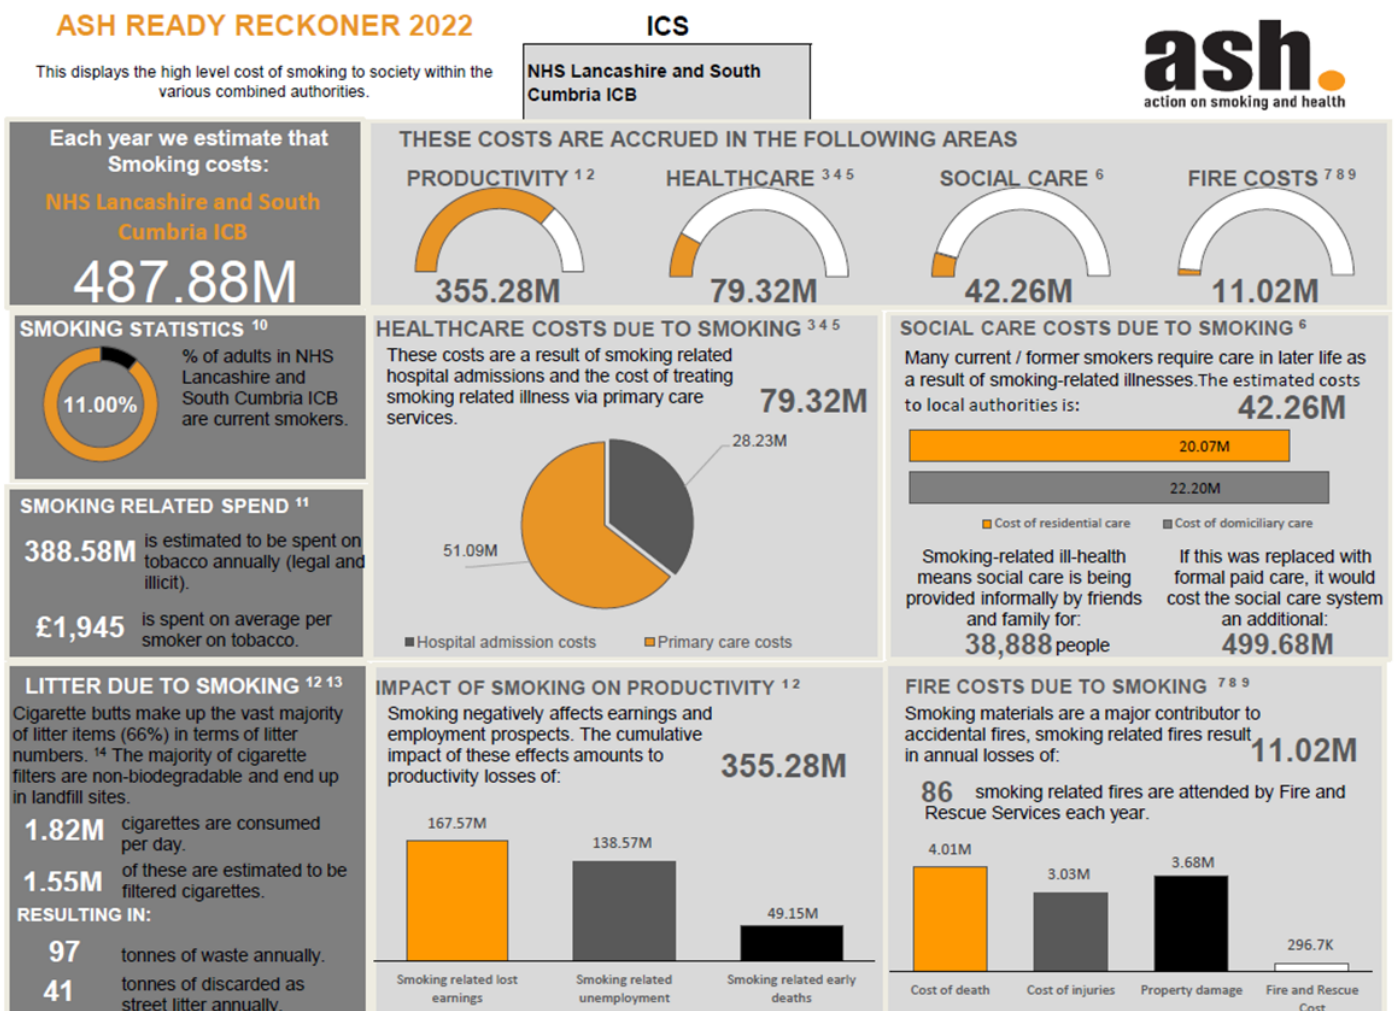 ASH READY RECKONER 2022
This displays the high level cost of smoking to society within the
various combined authorities.
ICS
NHS Lancashire and South
Cumbria ICB
ash.
action on smoking and health
Each year we estimate that
Smoking costs:
NHS Lancashire and South
Cumbria ICB
487.88M
THESE COSTS ARE ACCRUED IN THE FOLLOWING AREAS
PRODUCTIVITY 1 2
355.28M
HEALTHCARE 3 4 5
79.32M
SOCIAL CARE 6
42.26M
FIRE COSTS 7 8 9
11.02M
SMOKING STATISTICS 10
11.00%
% of adults in NHS
Lancashire and
South Cumbria ICB
are current smokers.
SMOKING RELATED SPEND 11
388.58M
is estimated to be spent on
tobacco annually (legal and
illicit).
£1,945
is spent on average per
smoker on tobacco.
HEALTHCARE COSTS DUE TO SMOKING 3 4 5
These costs are a result of smoking related
hospital admissions and the cost of treating
smoking related illness via primary care
services.
79.32M
28.23M
51.09M
Hospital admission costs
Primary care costs
SOCIAL CARE COSTS DUE TO SMOKING 6
Many current / former smokers require care in later life as
a result of smoking-related illnesses.The estimated costs
to local authorities is:
42.26M
20.07M
22.20M
Cost of residential care
Cost of domiciliary care
Smoking-related ill-health
means social care is being
provided informally by friends
and family for:
38,888 people
If this was replaced with
formal paid care, it would
cost the social care system
an additional:
499.68M
LITTER DUE TO SMOKING 12 13
Cigarette butts make up the vast majority
of litter items (66%) in terms of litter
numbers. 14 The majority of cigarette
filters are non-biodegradable and end up
in landfill sites.
1.82M
cigarettes are consumed
per day.
1.55M
of these are estimated to be
filtered cigarettes.
RESULTING IN:
97
tonnes of waste annually.
41
tonnes of discarded as
street litter annually.
IMPACT OF SMOKING ON PRODUCTIVITY 1 2
Smoking negatively affects earnings and
employment prospects. The cumulative
impact of these effects amounts to
productivity losses of:
355.28M
167.57M
138.57M
49.15M
Smoking related lost
earnings
Smoking related
unemployment
Smoking related early
deaths
FIRE COSTS DUE TO SMOKING 7 8 9
Smoking materials are a major contributor to
accidental fires, smoking related fires result
in annual losses of:
11.02M
86 smoking related fires are attended by Fire and
Rescue Services each year.
4.01M
3.03M
3.68M
296.7K
Cost of death
Cost of injuries
Property damage
Fire and Rescue
Cost